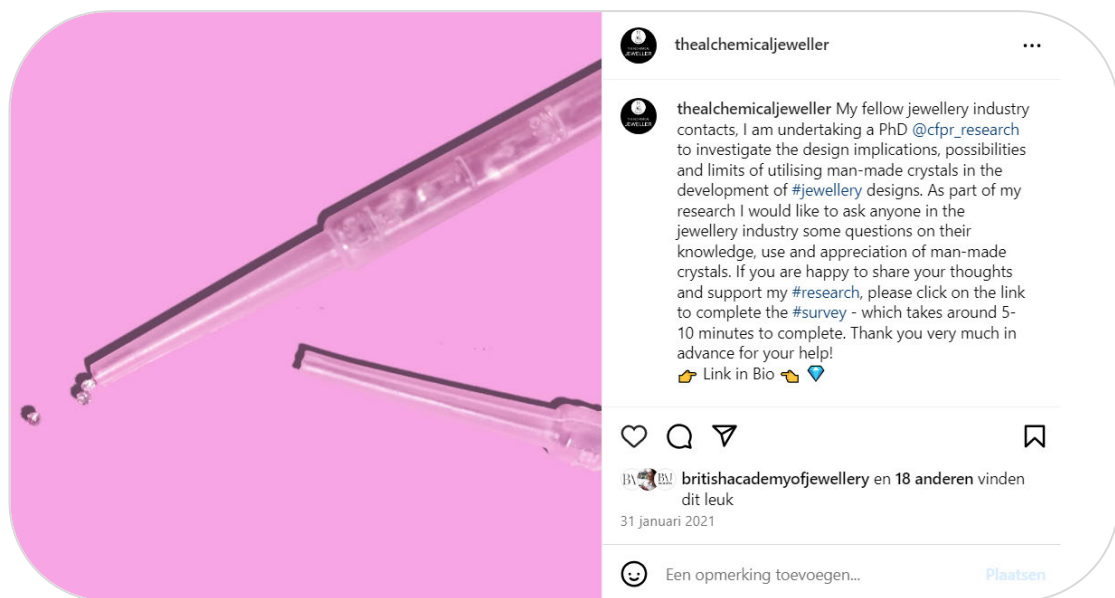 thealchemicaljeweller
thealchemicaljeweller My fellow jewellery industry
contacts, I am undertaking a PhD @cfpr_research
to investigate the design implications, possibilities
and limits of utilising man-made crystals in the
development of #jewellery designs. As part of my
research I would like to ask anyone in the
jewellery industry some questions on their
knowledge, use and appreciation of man-made
crystals. If you are happy to share your thoughts
and support my #research, please click on the link
to complete the #survey - which takes around 5-
10 minutes to complete. Thank you very much in
advance for your help!
👉 Link in Bio 👈 💎
britishacademyofjewellery en 18 anderen vinden
dit leuk
31 januari 2021
Een opmerking toevoegen...
Plaatsen